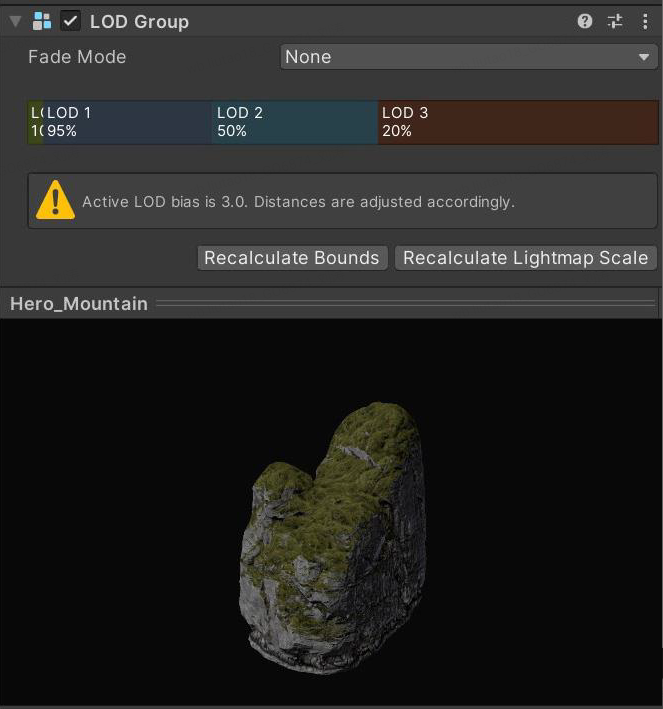 LOD Group
Fade Mode
None
LOD 1
LOD 2
LOD 3
95%
50%
20%
Active LOD bias is 3.0. Distances are adjusted accordingly.
Recalculate Bounds
Recalculate Lightmap Scale
Hero_Mountain